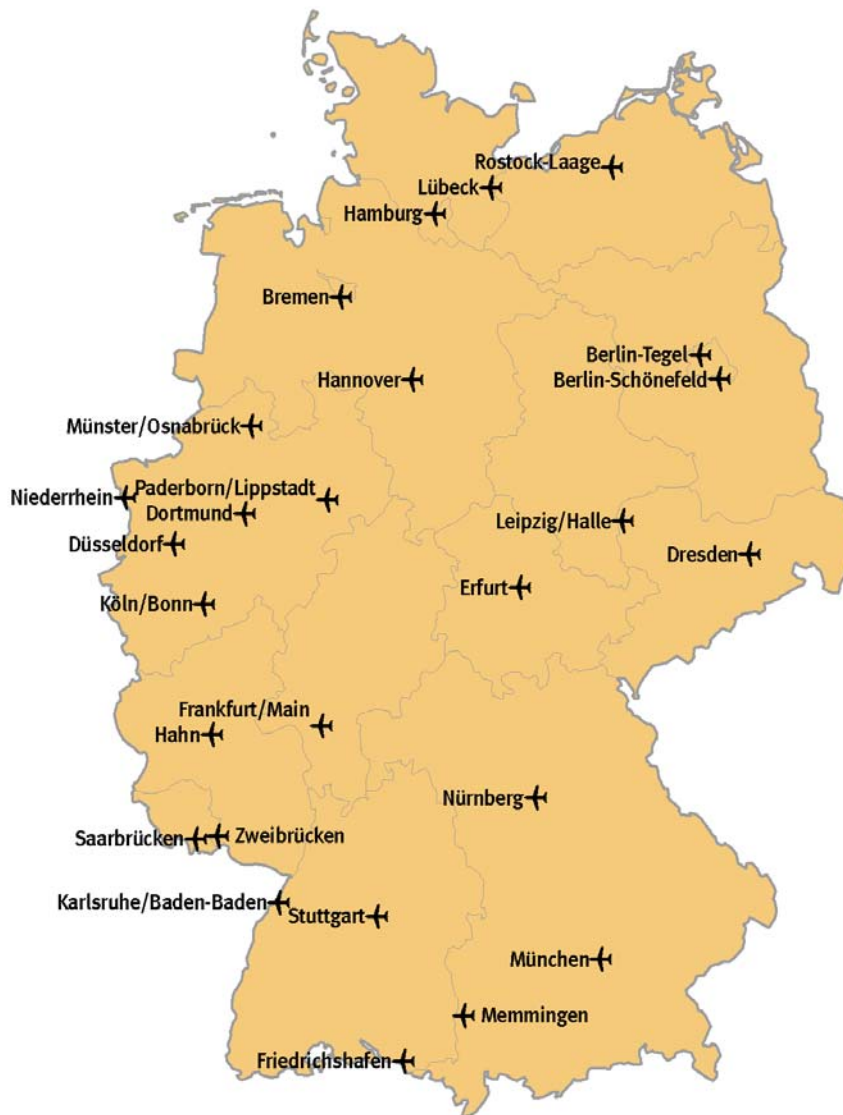 Rostock-Laage
Lübeck
Hamburg
Bremen
Berlin-Tegel
Hannover
Berlin-Schönefeld
Münster/Osnabrück
Paderborn/Lippstadt
Niederrhein
Dortmund
Leipzig/Halle
Düsseldorf
Dresden
Erfurt
Köln/Bonn
Frankfurt/Main
Hahn
Nürnberg
Saarbrücken
Zweibrücken
Karlsruhe/Baden-Baden
Stuttgart
München
Memmingen
Friedrichshafen